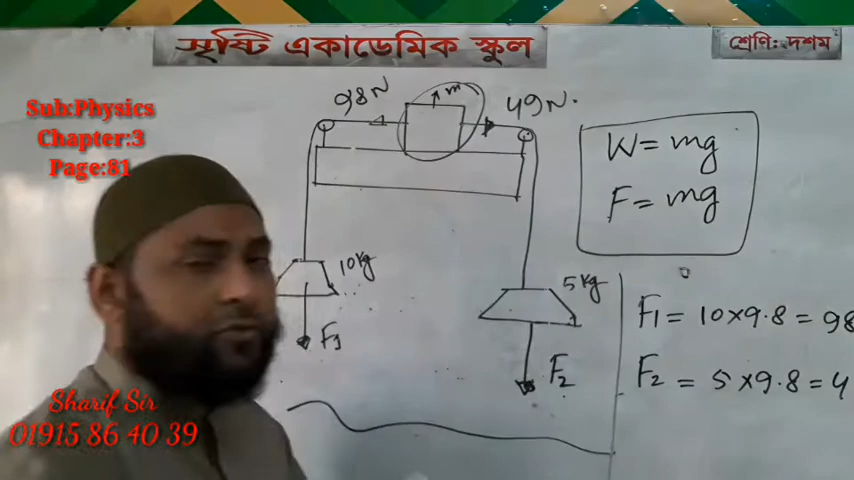 সৃষ্টি একাডেমিক স্কুল
শ্রেণি: দশম
Sub:Physics
Chapter:3
Page:81
98N
m
49N.
W = mg
F = mg
10kg
5kg
F1
F2
F1 = 10×9.8 = 98
F2 = 5×9.8 = 4
Sharif Sir
01915 86 40 39